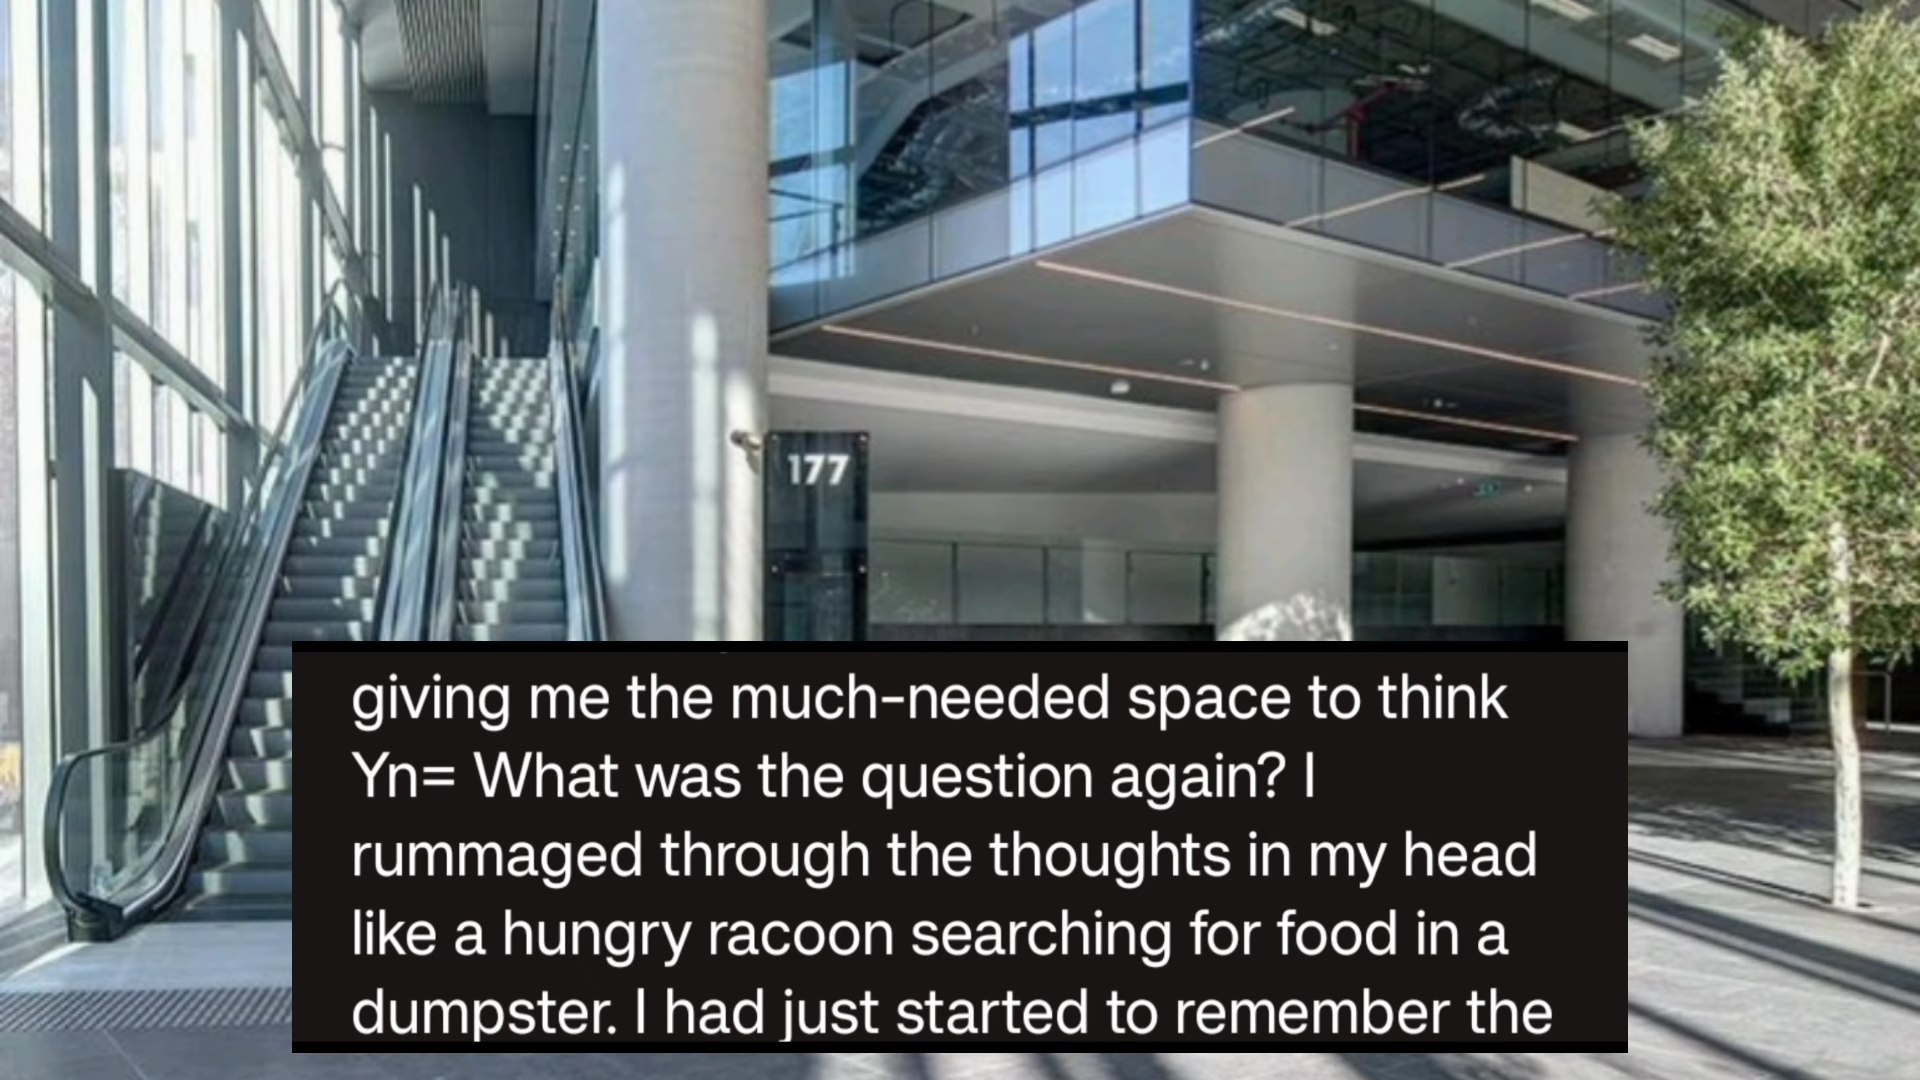 177
giving me the much-needed space to think
Yn= What was the question again? I
rummaged through the thoughts in my head
like a hungry racoon searching for food in a
dumpster. I had just started to remember the